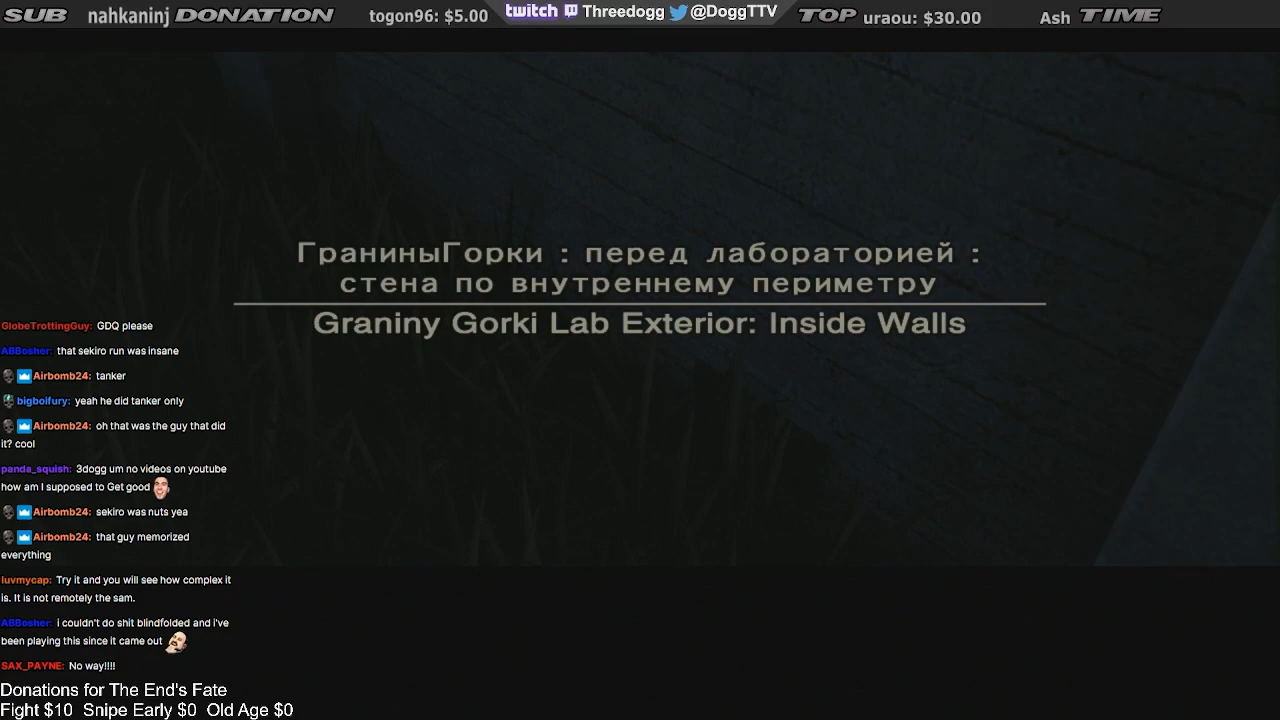 SUB nahkaninj DONATION togon96: $5.00 twitch Threedogg @DoggTTV TOP uraou: $30.00 Ash TIME
ГраниныГорки : перед лабораторией :
стена по внутреннему периметру
Graniny Gorki Lab Exterior: Inside Walls
GlobeTrottingGuy: GDQ please
ABBosher: that sekiro run was insane
Airbomb24: tanker
bigboifury: yeah he did tanker only
Airbomb24: oh that was the guy that did
it? cool
panda_squish: 3dogg um no videos on youtube
how am I supposed to Get good
Airbomb24: sekiro was nuts yea
Airbomb24: that guy memorized
everything
luvmycap: Try it and you will see how complex it
is. It is not remotely the sam.
ABBosher: i couldn't do shit blindfolded and i've
been playing this since it came out
SAX_PAYNE: No way!!!!
Donations for The End's Fate
Fight $10 Snipe Early $0 Old Age $0